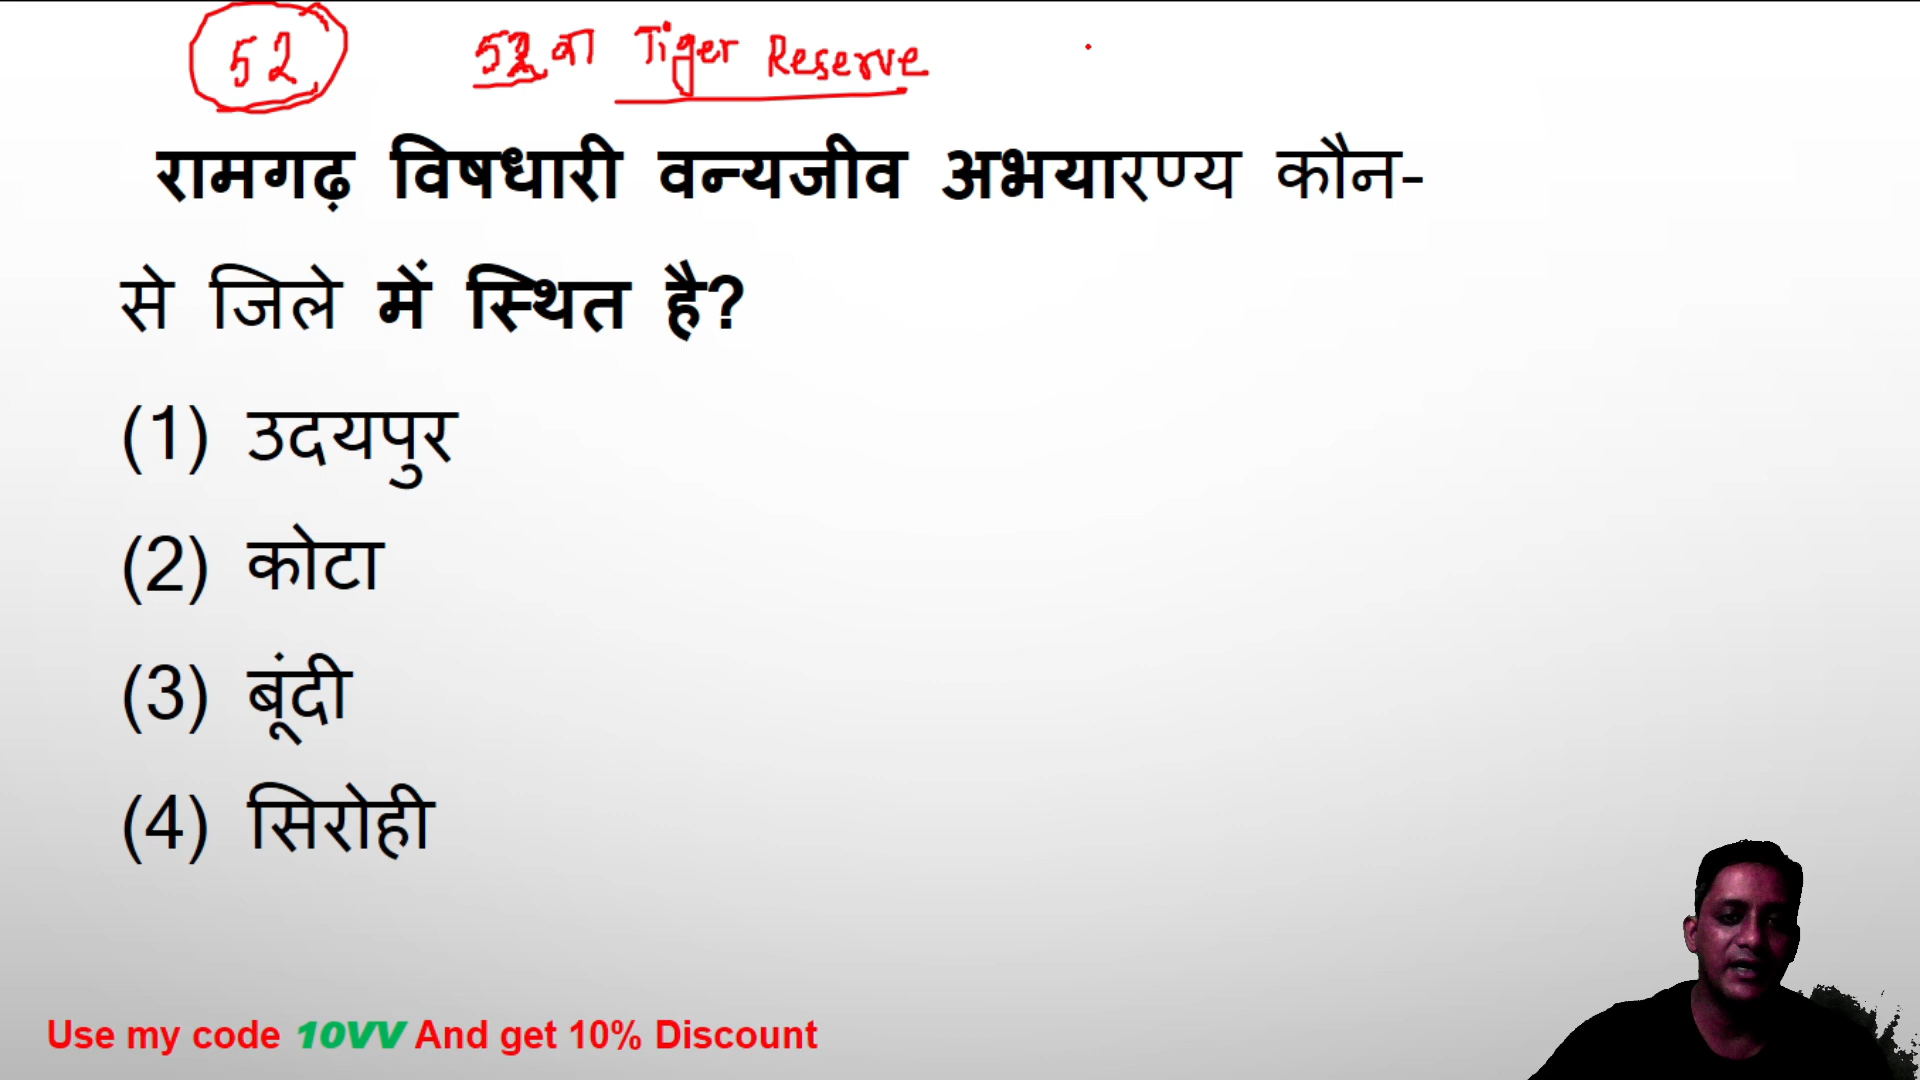 52 52वा Tiger Reserve
रामगढ़ विषधारी वन्यजीव अभयारण्य कौन-
से जिले में स्थित है?
(1) उदयपुर
(2) कोटा
(3) बूंदी
(4) सिरोही
Use my code 10VV And get 10% Discount